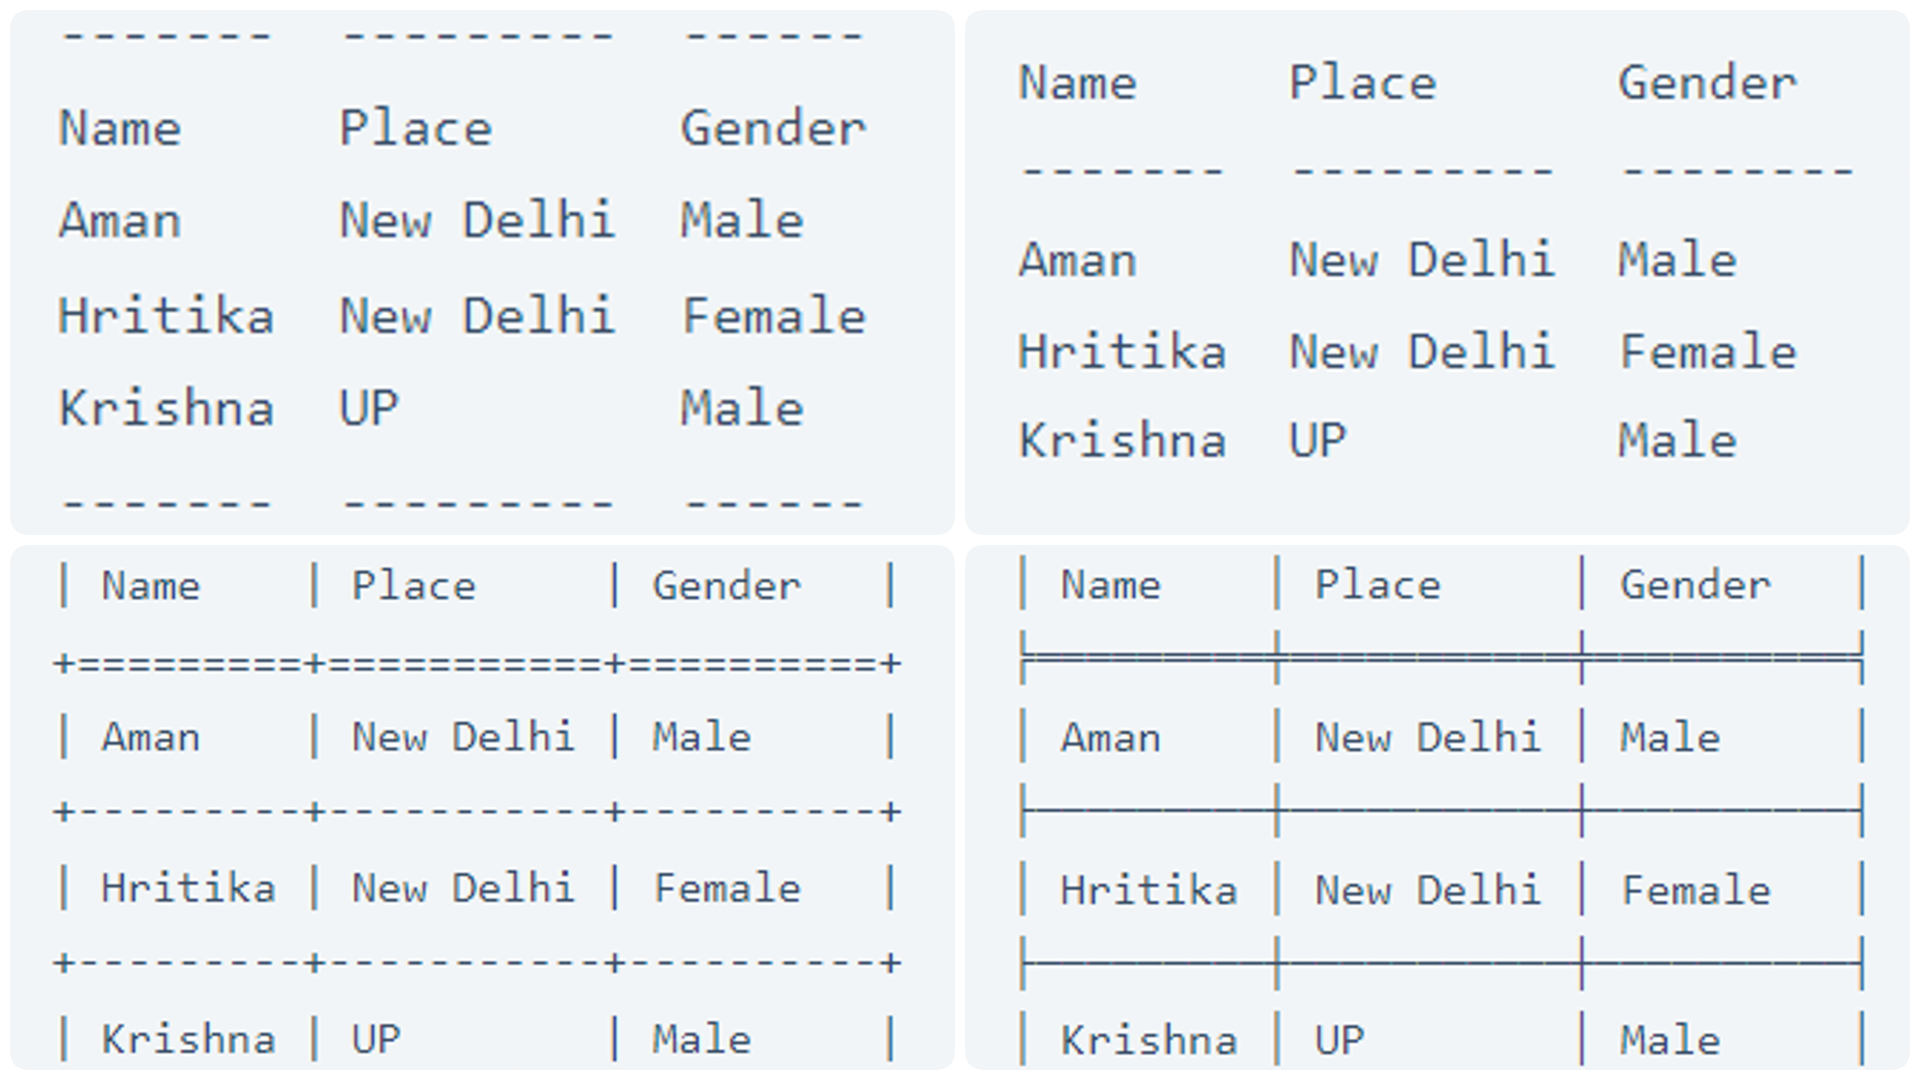 -------  ---------  ------
Name     Place      Gender
Aman     New Delhi  Male
Hritika  New Delhi  Female
Krishna  UP         Male
-------  ---------  ------
Name     Place      Gender
-------  ---------  --------
Aman     New Delhi  Male
Hritika  New Delhi  Female
Krishna  UP         Male
| Name    | Place     | Gender   |
+=========+===========+==========+
| Aman    | New Delhi | Male     |
+---------+-----------+----------+
| Hritika | New Delhi | Female   |
+---------+-----------+----------+
| Krishna | UP        | Male     |
│ Name    │ Place     │ Gender   │
╞═════════╪═══════════╪══════════╡
│ Aman    │ New Delhi │ Male     │
├─────────┼───────────┼──────────┤
│ Hritika │ New Delhi │ Female   │
├─────────┼───────────┼──────────┤
│ Krishna │ UP        │ Male     │